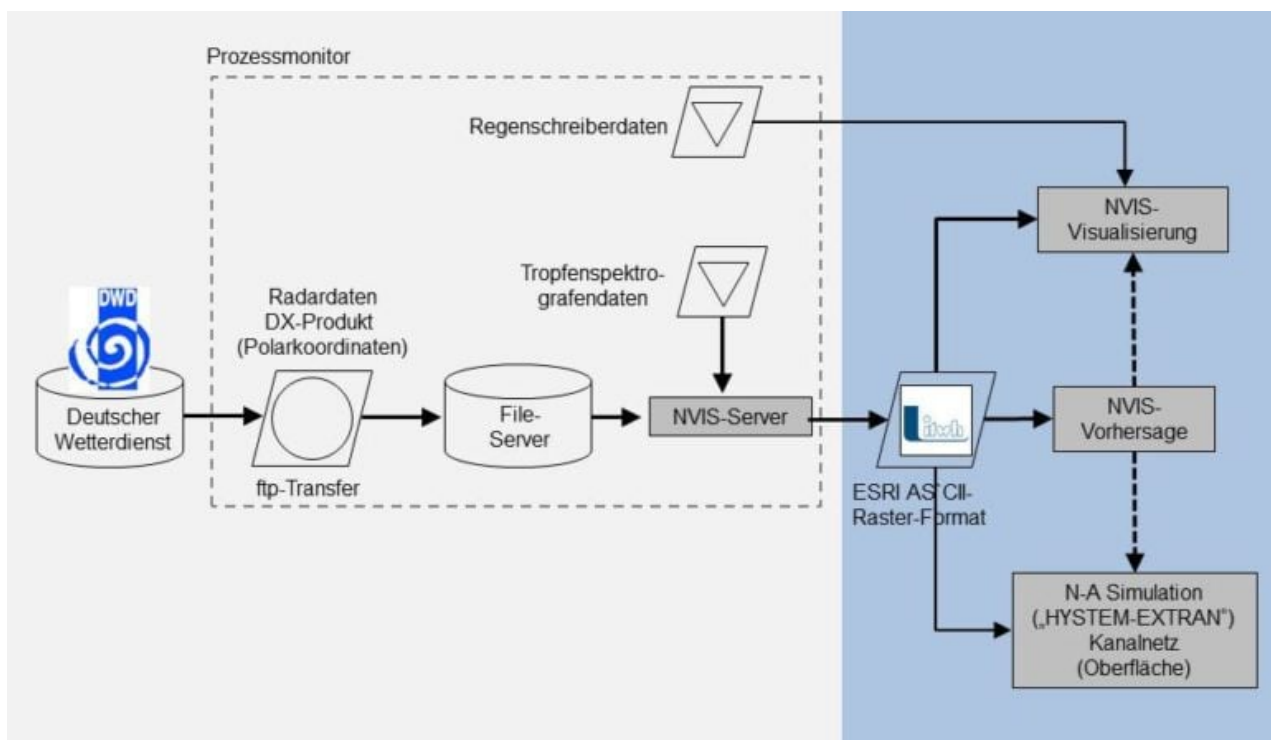 Prozessmonitor
Regenschreiberdaten
NVIS-
Visualisierung
Tropfenspektro-
grafendaten
DWD
Radardaten
DX-Produkt
(Polarkoordinaten)
Deutscher
Wetterdienst
File-
Server
NVIS-Server
itwh
NVIS-
Vorhersage
ftp-Transfer
ESRI ASCII-
Raster-Format
N-A Simulation
(„HYSTEM-EXTRAN“)
Kanalnetz
(Oberfläche)